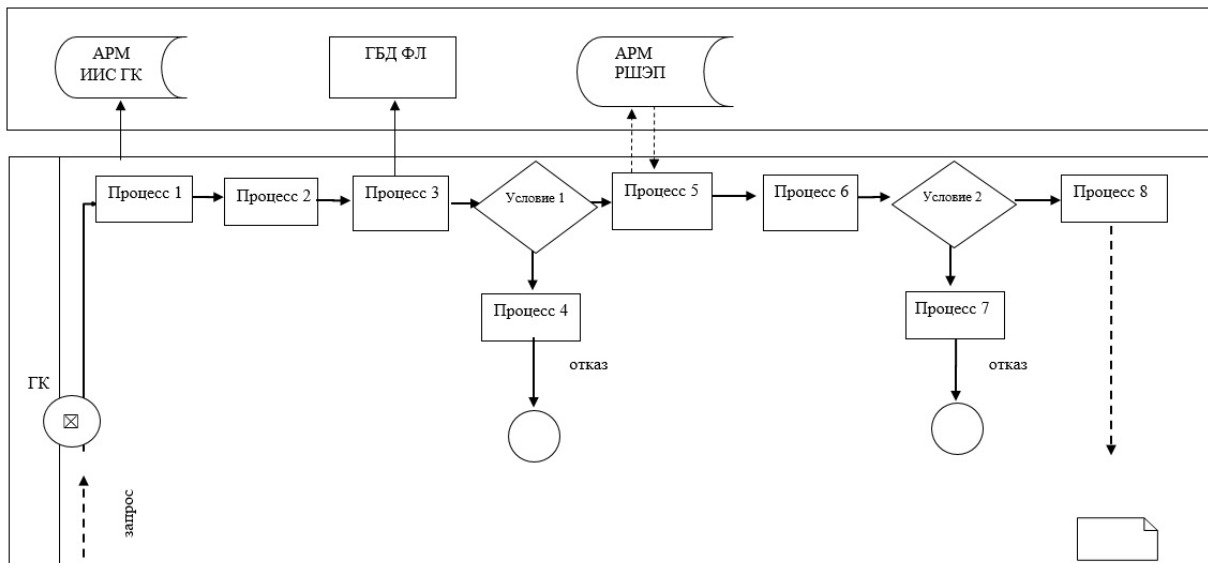 АРМ
ИИС ГК
ГБД ФЛ
АРМ
РШЭП
Процесс 1
Процесс 2
Процесс 3
Условие 1
Процесс 5
Процесс 6
Условие 2
Процесс 8
Процесс 4
Процесс 7
отказ
отказ
ГК
запрос